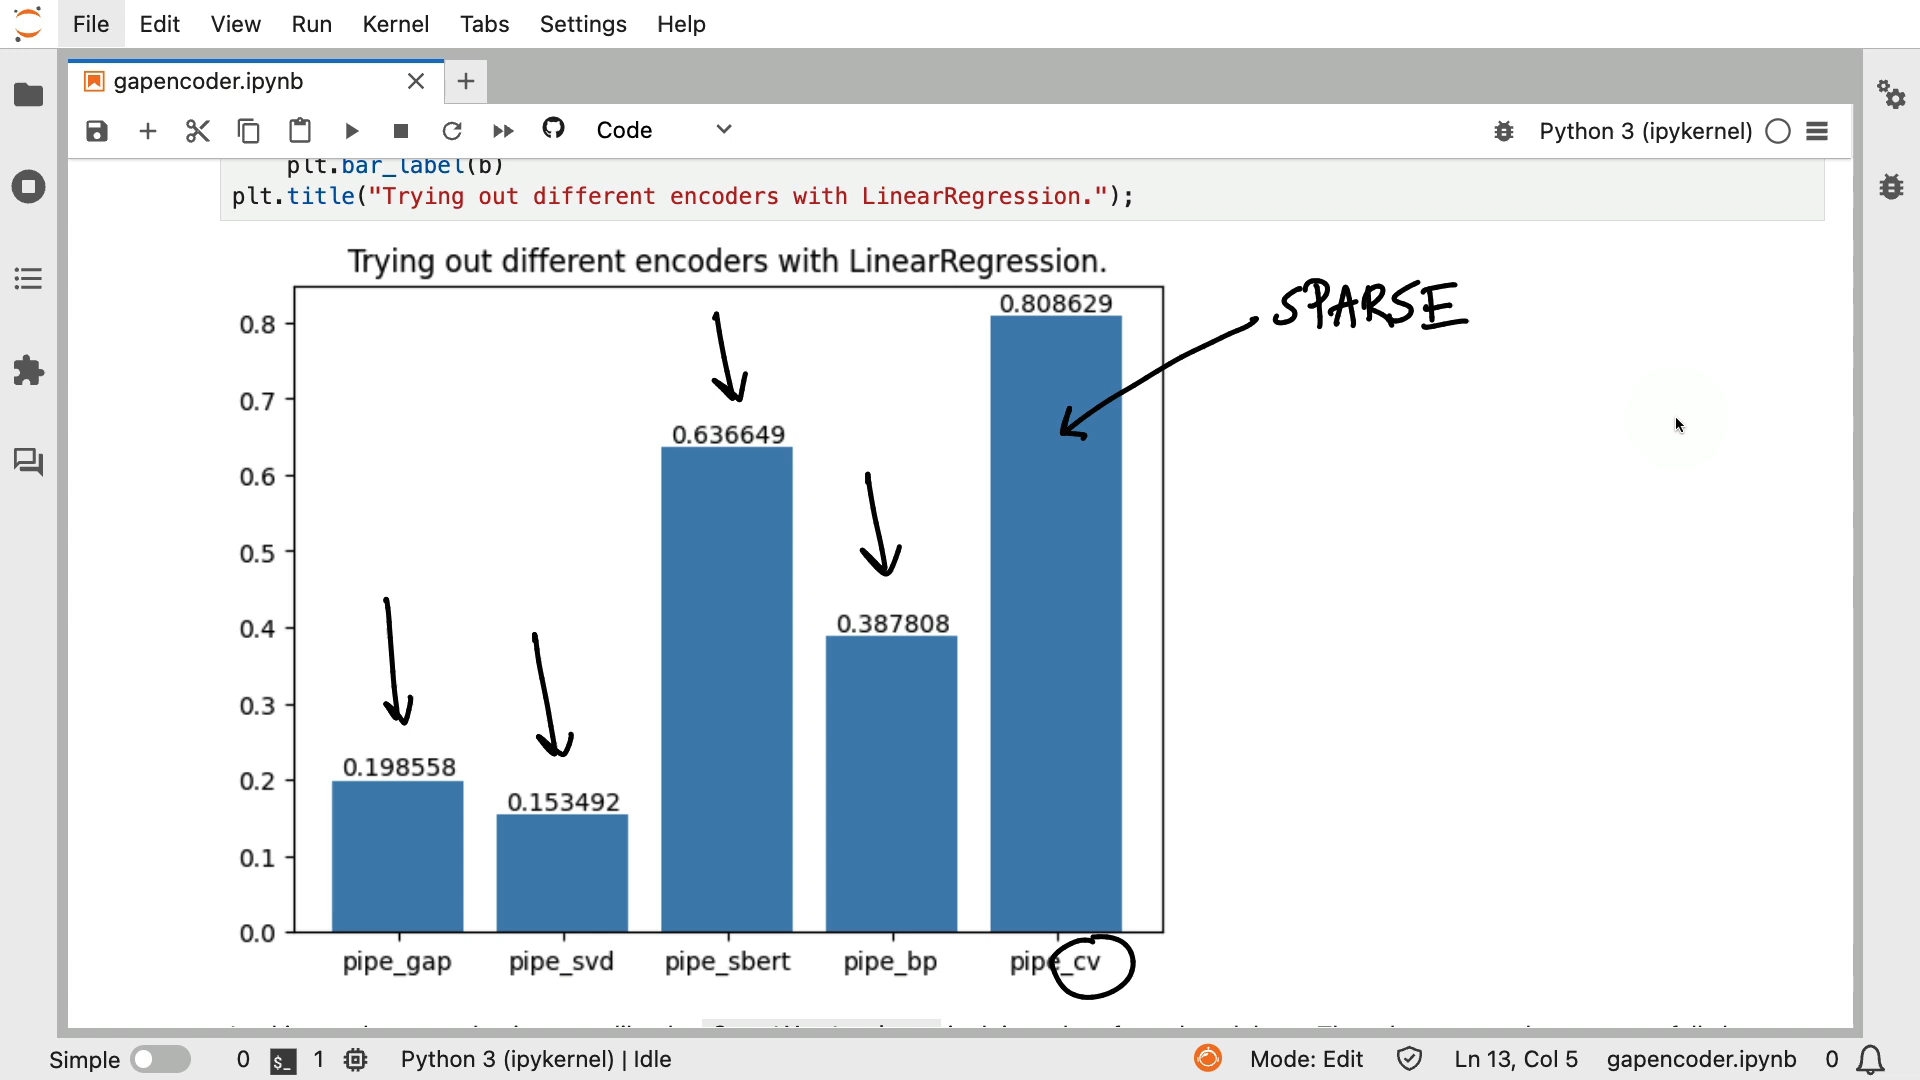 File Edit View Run Kernel Tabs Settings Help
gapencoder.ipynb
Code
Python 3 (ipykernel)
plt.bar_label(b)
plt.title("Trying out different encoders with LinearRegression.");
Trying out different encoders with LinearRegression.
0.808629
SPARSE
0.8
0.7
0.636649
0.6
0.5
0.387808
0.4
0.3
0.198558
0.153492
0.2
0.1
0.0
pipe_gap pipe_svd pipe_sbert pipe_bp pipe_cv
Simple 0 $_ 1 Python 3 (ipykernel) | Idle Mode: Edit Ln 13, Col 5 gapencoder.ipynb 0